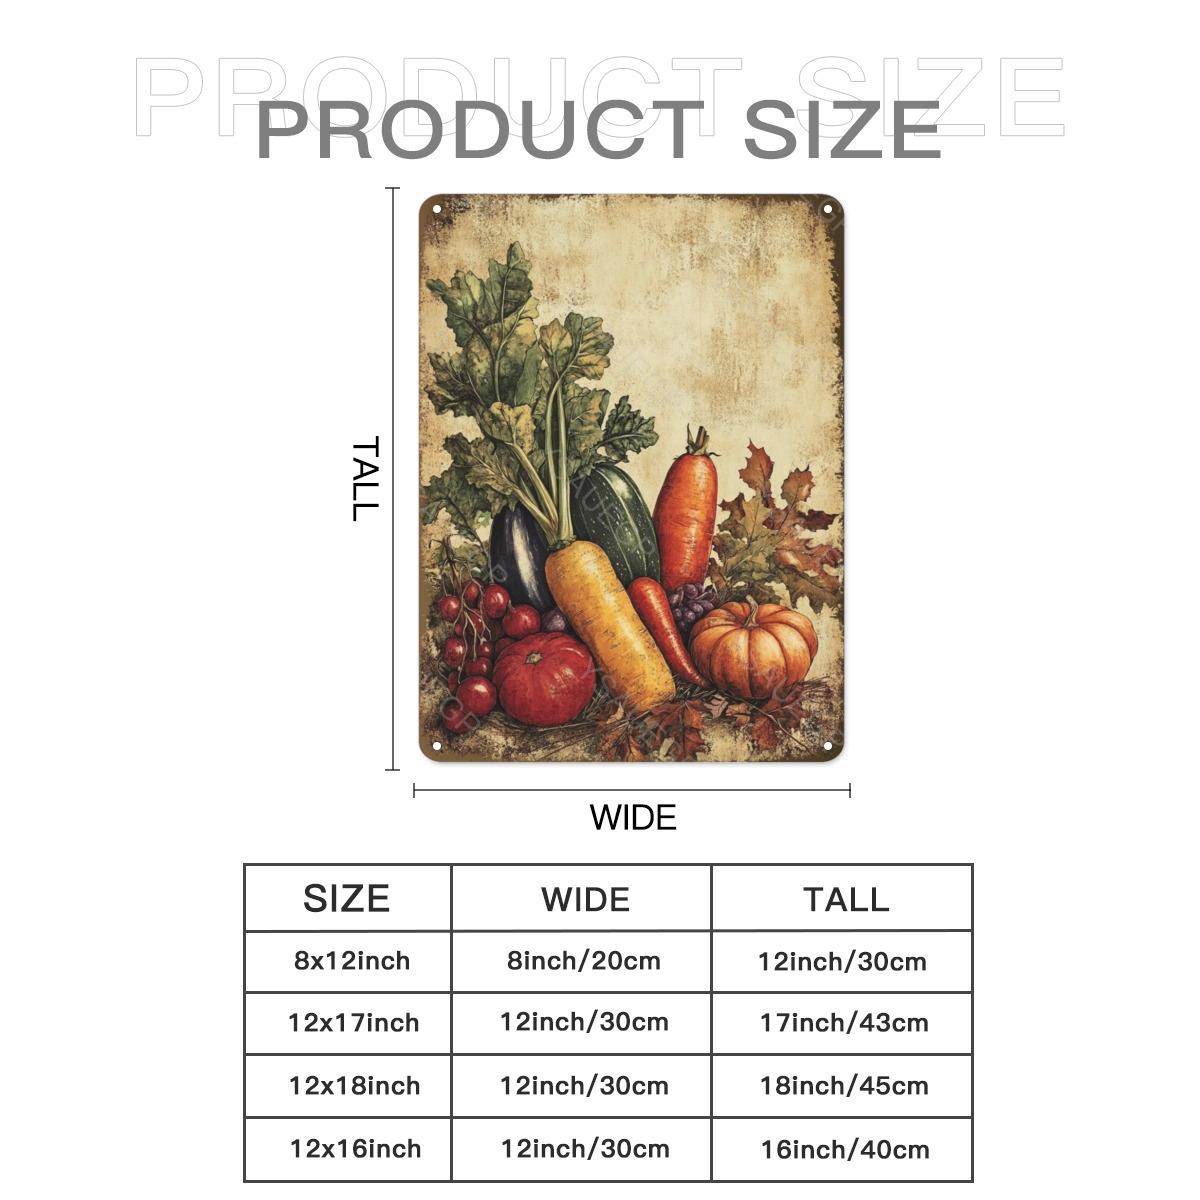 PRODUCT SIZE
PRODUCT SIZE
TALL
WIDE
SIZE WIDE TALL
8x12inch 8inch/20cm 12inch/30cm
12x17inch 12inch/30cm 17inch/43cm
12x18inch 12inch/30cm 18inch/45cm
12x16inch 12inch/30cm 16inch/40cm